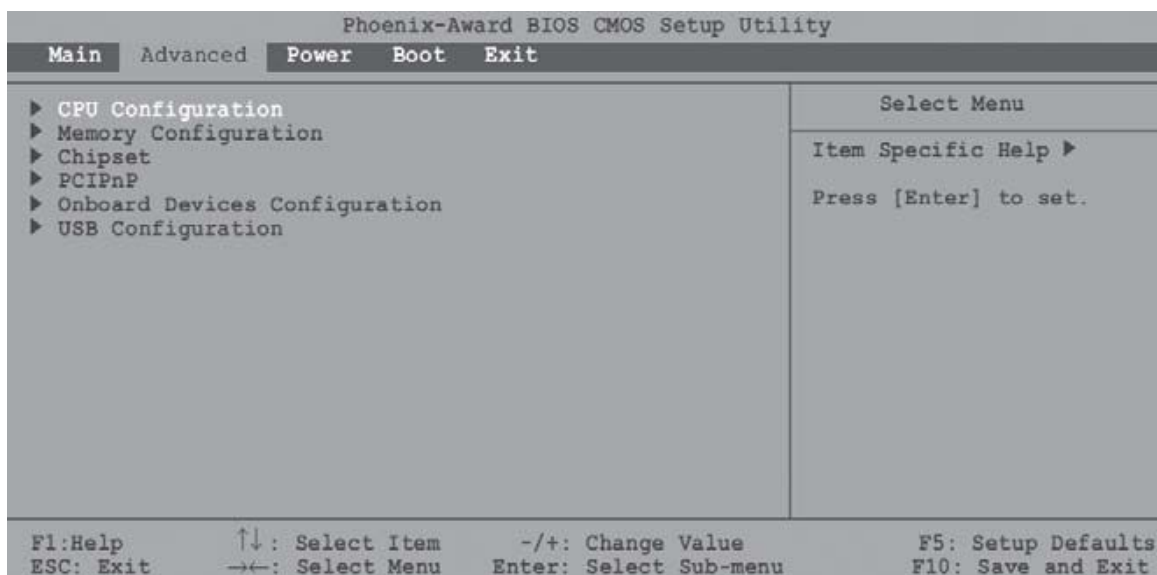 Phoenix-Award BIOS CMOS Setup Utility
Main Advanced Power Boot Exit
CPU Configuration
Memory Configuration
Chipset
PCIPnP
Onboard Devices Configuration
USB Configuration
Select Menu
Item Specific Help ▶
Press [Enter] to set.
F1:Help ↑↓: Select Item -/+: Change Value F5: Setup Defaults
ESC: Exit →←: Select Menu Enter: Select Sub-menu F10: Save and Exit